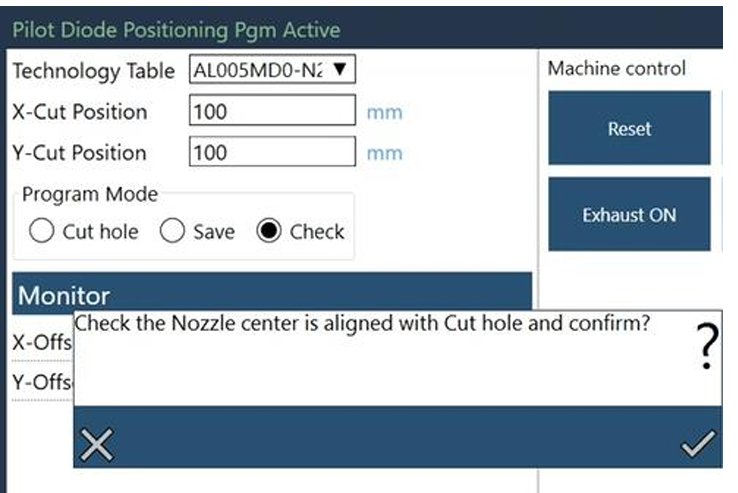 Pilot Diode Positioning Pgm Active
Technology Table AL005MD0-N2
Machine control
X-Cut Position 100 mm
Reset
Y-Cut Position 100 mm
Program Mode
Exhaust ON
Cut hole Save Check
Monitor
Check the Nozzle center is aligned with Cut hole and confirm?
?
X-Offs
Y-Offs